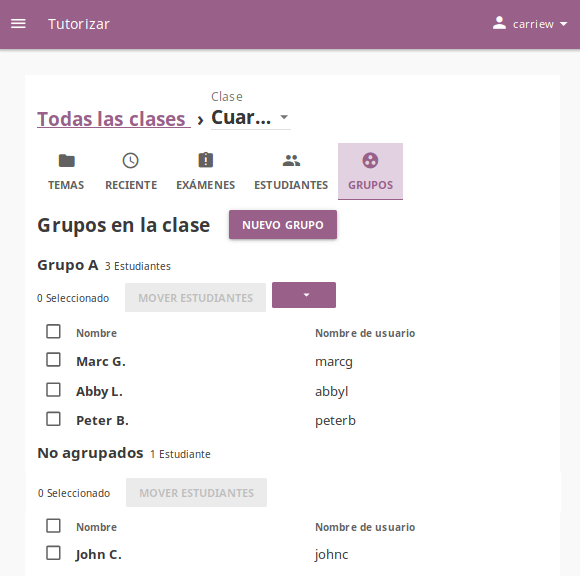 Tutorizar
carriew
Clase
Todas las clases › Cuar...
TEMAS RECIENTE EXÁMENES ESTUDIANTES GRUPOS
Grupos en la clase NUEVO GRUPO
Grupo A 3 Estudiantes
0 Seleccionado MOVER ESTUDIANTES
Nombre Nombre de usuario
Marc G. marcg
Abby L. abbyl
Peter B. peterb
No agrupados 1 Estudiante
0 Seleccionado MOVER ESTUDIANTES
Nombre Nombre de usuario
John C. johnc